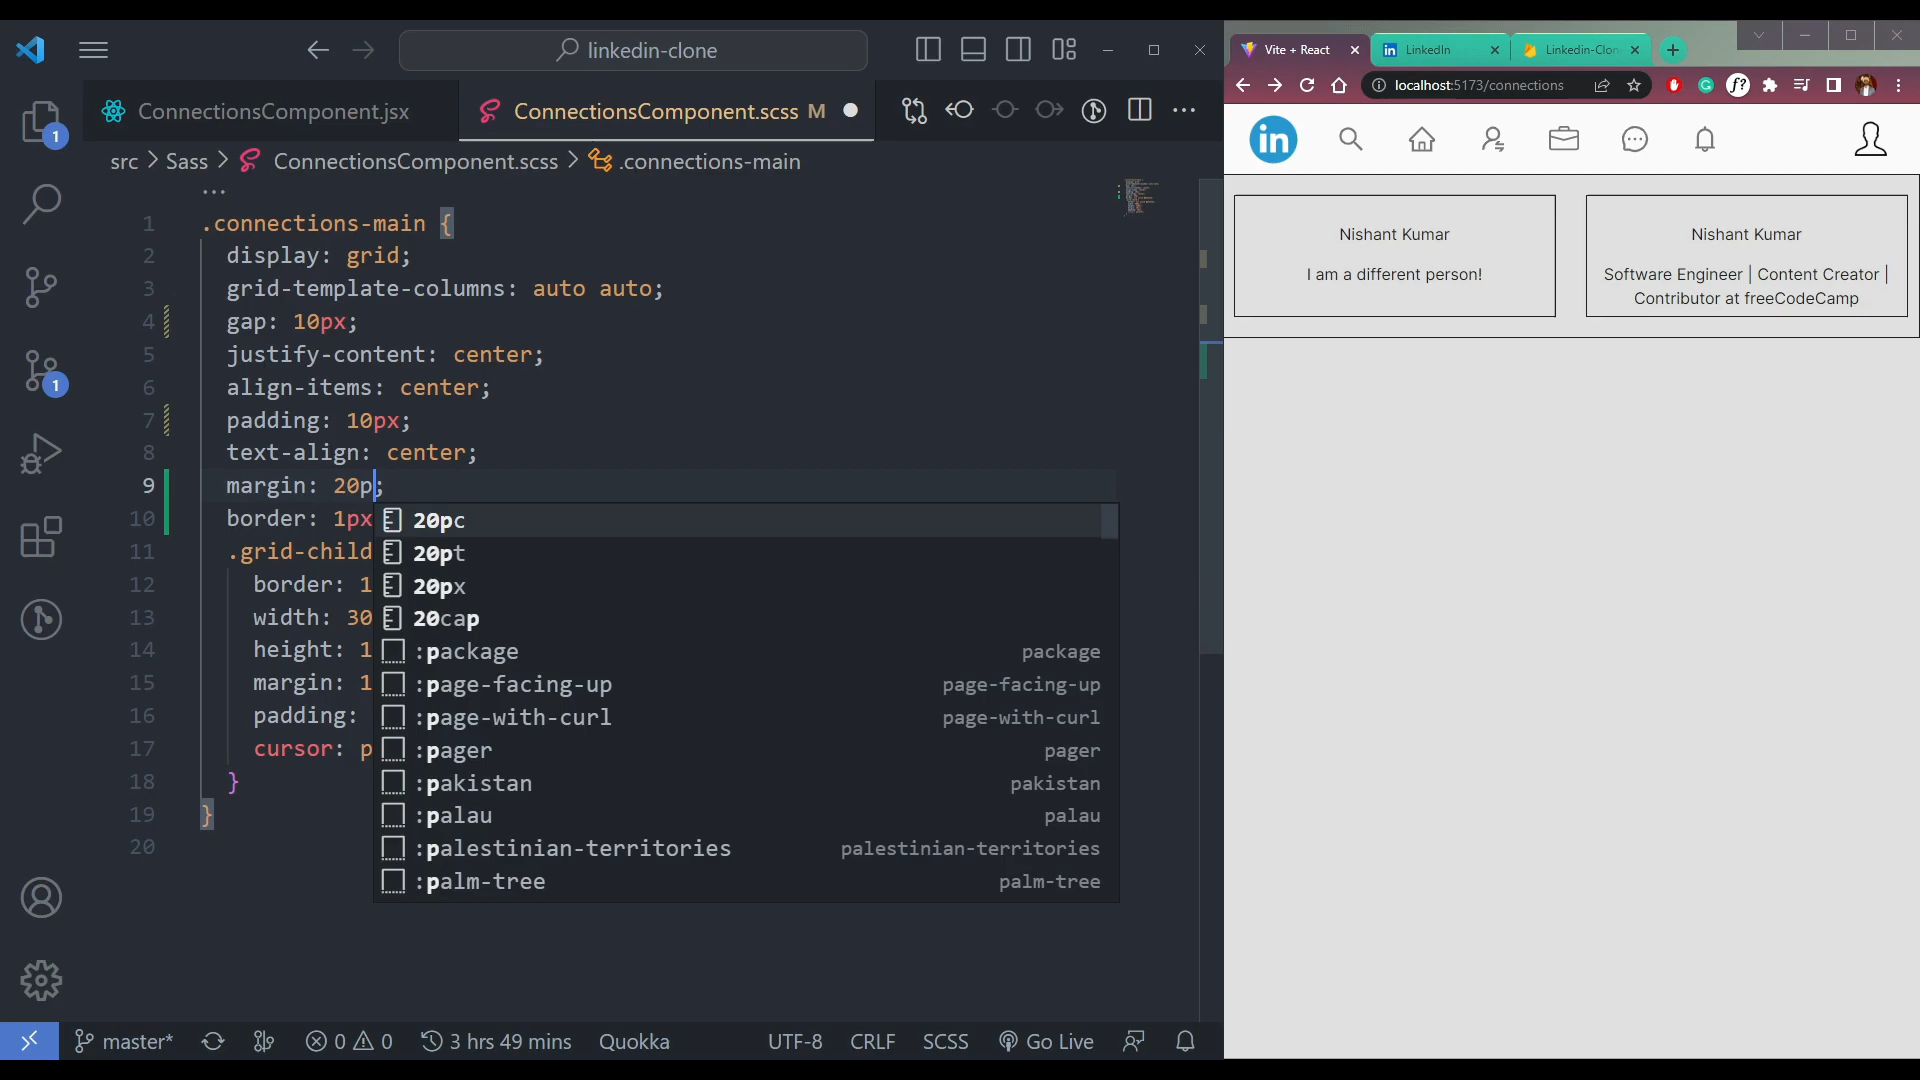 linkedin-clone
ConnectionsComponent.jsx
ConnectionsComponent.scss M
src > Sass > ConnectionsComponent.scss > .connections-main
...
1 .connections-main {
2 display: grid;
3 grid-template-columns: auto auto;
4 gap: 10px;
5 justify-content: center;
6 align-items: center;
7 padding: 10px;
8 text-align: center;
9 margin: 20p;
10 border: 1px
11 .grid-child
12 border: 1
13 width: 30
14 height: 1
15 margin: 1
16 padding:
17 cursor: p
18 }
19 }
20
20pc
20pt
20px
20cap
:package package
:page-facing-up page-facing-up
:page-with-curl page-with-curl
:pager pager
:pakistan pakistan
:palau palau
:palestinian-territories palestinian-territories
:palm-tree palm-tree
1
1
master* 0 0 3 hrs 49 mins Quokka UTF-8 CRLF SCSS Go Live
Vite + React
LinkedIn
Linkedin-Clon
localhost:5173/connections
f?
in
Nishant Kumar
I am a different person!
Nishant Kumar
Software Engineer | Content Creator |
Contributor at freeCodeCamp